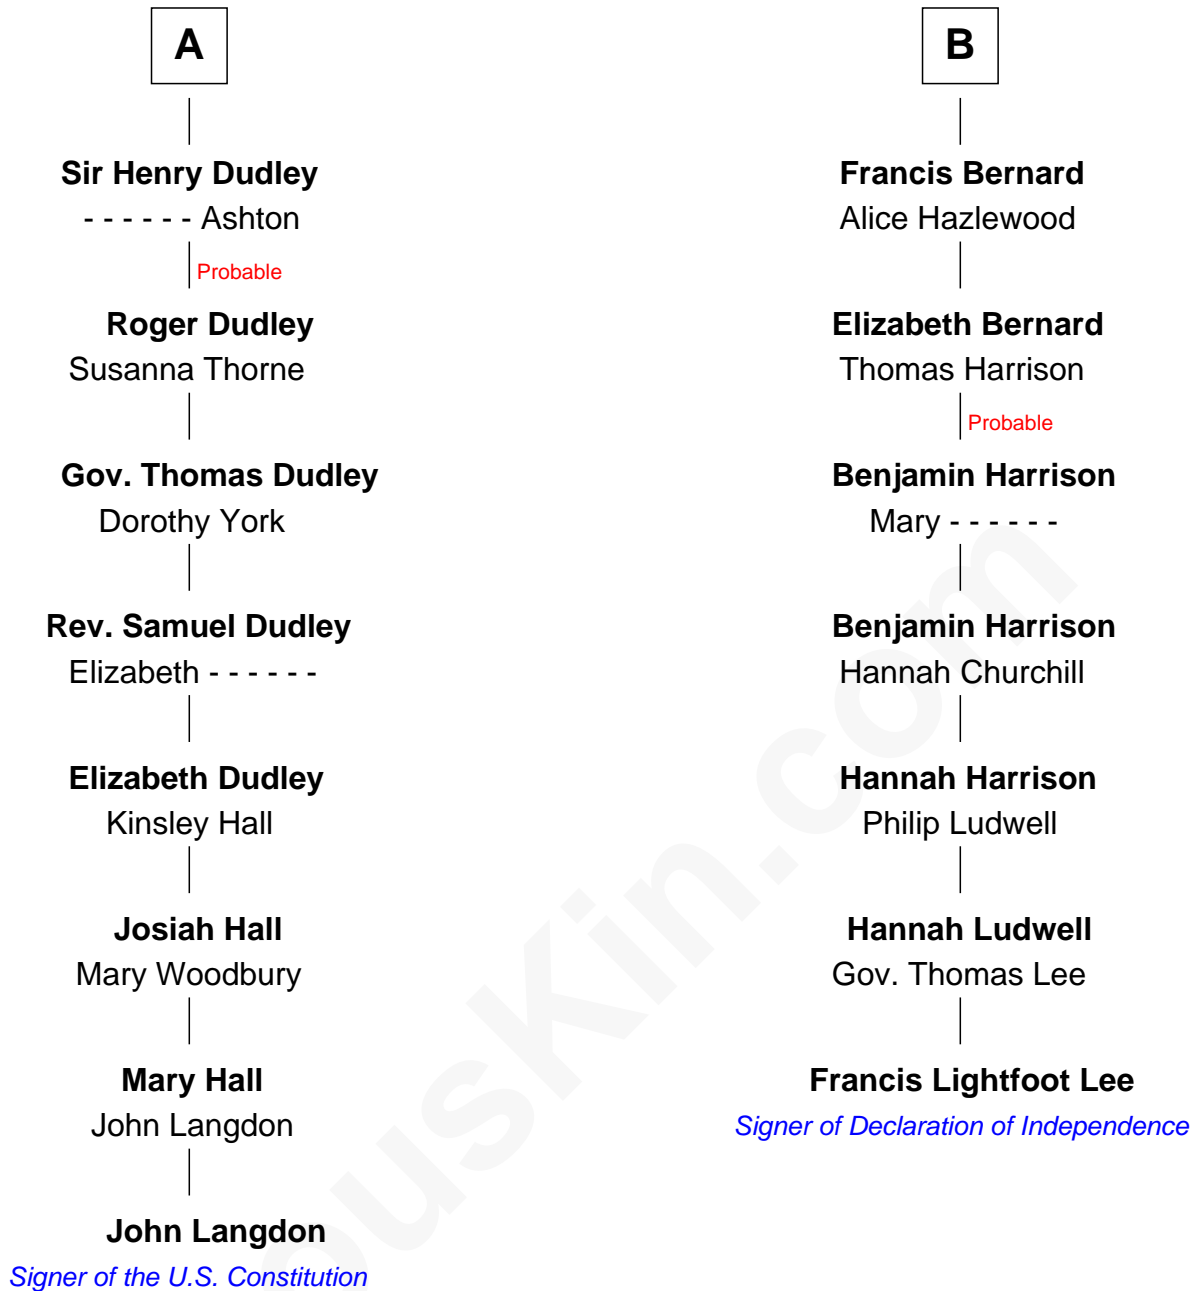 A
Sir Henry Dudley
- - - - - - Ashton
Probable
Roger Dudley
Susanna Thorne
Gov. Thomas Dudley
Dorothy York
Rev. Samuel Dudley
Elizabeth - - - - - -
Elizabeth Dudley
Kinsley Hall
Josiah Hall
Mary Woodbury
Mary Hall
John Langdon
John Langdon
Signer of the U.S. Constitution
B
Francis Bernard
Alice Hazlewood
Elizabeth Bernard
Thomas Harrison
Probable
Benjamin Harrison
Mary - - - - - -
Benjamin Harrison
Hannah Churchill
Hannah Harrison
Philip Ludwell
Hannah Ludwell
Gov. Thomas Lee
Francis Lightfoot Lee
Signer of Declaration of Independence
ousKin.com